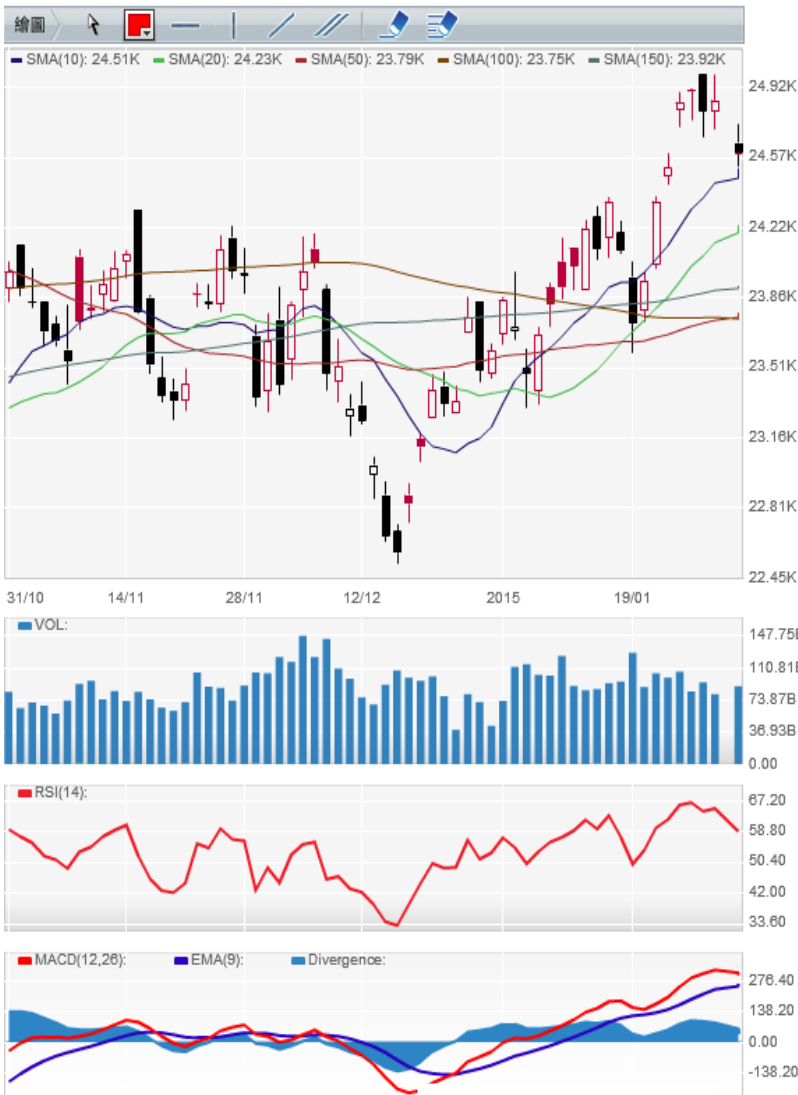 繪圖
SMA(10): 24.51K SMA(20): 24.23K SMA(50): 23.79K SMA(100): 23.75K SMA(150): 23.92K
24.92K
24.57K
24.22K
23.86K
23.51K
23.16K
22.81K
22.45K
31/10 14/11 28/11 12/12 2015 19/01
VOL:
147.75B
110.81B
73.87B
36.93B
0.00
RSI(14):
67.20
58.80
50.40
42.00
33.60
MACD(12,26): EMA(9): Divergence:
276.40
138.20
0.00
-138.20